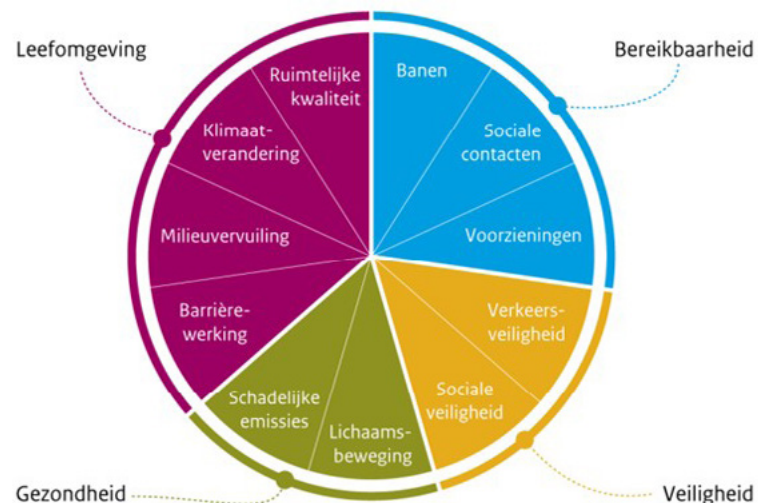 Leefomgeving
Bereikbaarheid
Ruimtelijke
kwaliteit
Banen
Klimaat-
verandering
Sociale
contacten
Milieuvervuiling
Voorzieningen
Barrière-
werking
Verkeers-
veiligheid
Schadelijke
emissies
Lichaams-
beweging
Sociale
veiligheid
Gezondheid
Veiligheid